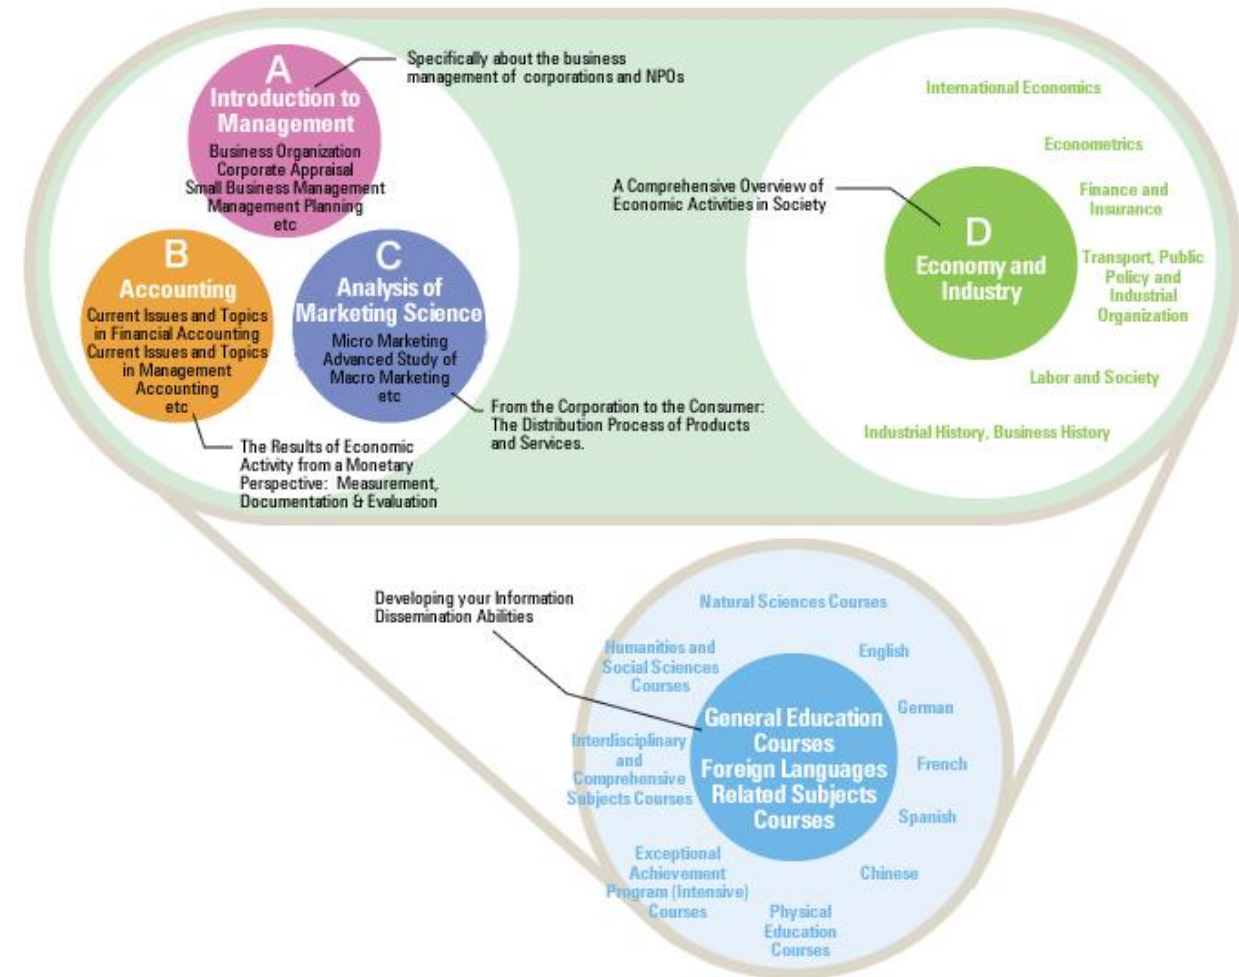 A
Introduction to
Management
Business Organization
Corporate Appraisal
Small Business Management
Management Planning
etc
Specifically about the business
management of corporations and NPOs
B
Accounting
Current Issues and Topics
in Financial Accounting
Current Issues and Topics
in Management
Accounting
etc
The Results of Economic
Activity from a Monetary
Perspective: Measurement,
Documentation & Evaluation
C
Analysis of
Marketing Science
Micro Marketing
Advanced Study of
Macro Marketing
etc
From the Corporation to the Consumer:
The Distribution Process of Products
and Services.
A Comprehensive Overview of
Economic Activities in Society
D
Economy and
Industry
International Economics
Econometrics
Finance and
Insurance
Transport, Public
Policy and
Industrial
Organization
Labor and Society
Industrial History, Business History
Developing your Information
Dissemination Abilities
General Education
Courses
Foreign Languages
Related Subjects
Courses
Natural Sciences Courses
English
German
French
Spanish
Chinese
Physical
Education
Courses
Exceptional
Achievement
Program (Intensive)
Courses
Interdisciplinary
and
Comprehensive
Subjects Courses
Humanities and
Social Sciences
Courses